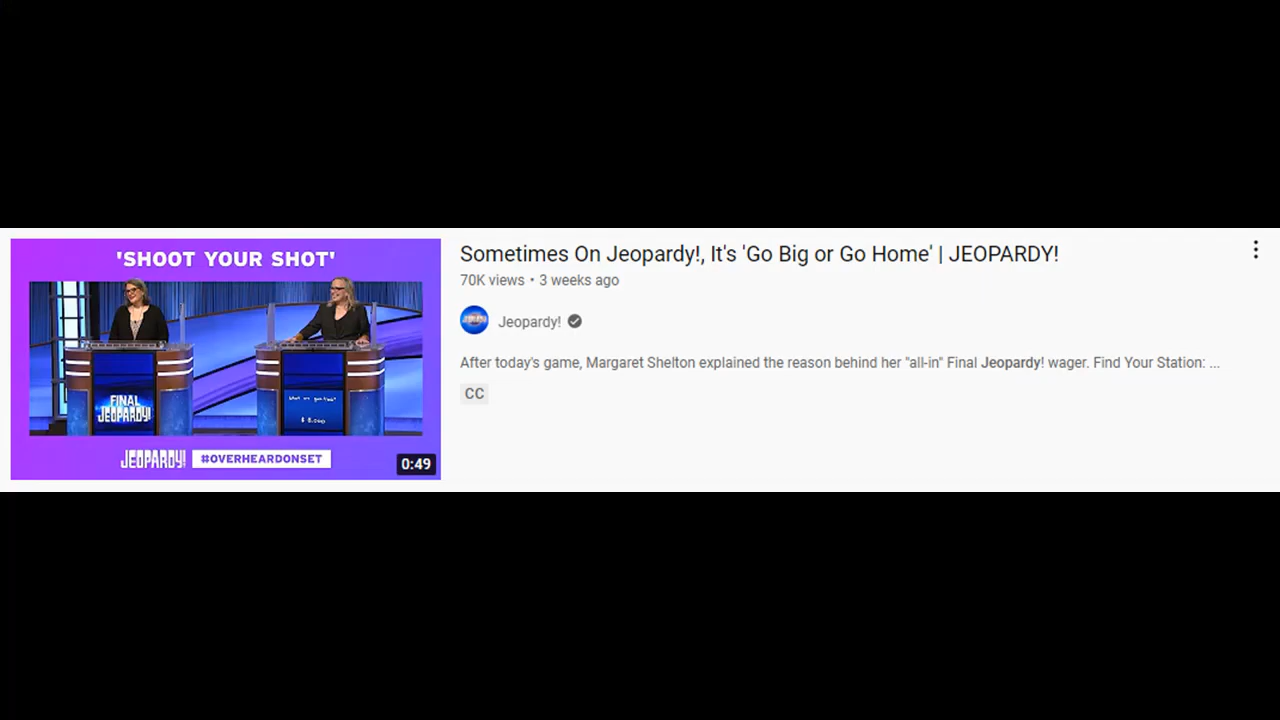 'SHOOT YOUR SHOT'
FINAL
JEOPARDY!
JEOPARDY! #OVERHEARDONSET
0:49
Sometimes On Jeopardy!, It's 'Go Big or Go Home' | JEOPARDY!
70K views • 3 weeks ago
Jeopardy!
After today's game, Margaret Shelton explained the reason behind her "all-in" Final Jeopardy! wager. Find Your Station: ...
CC